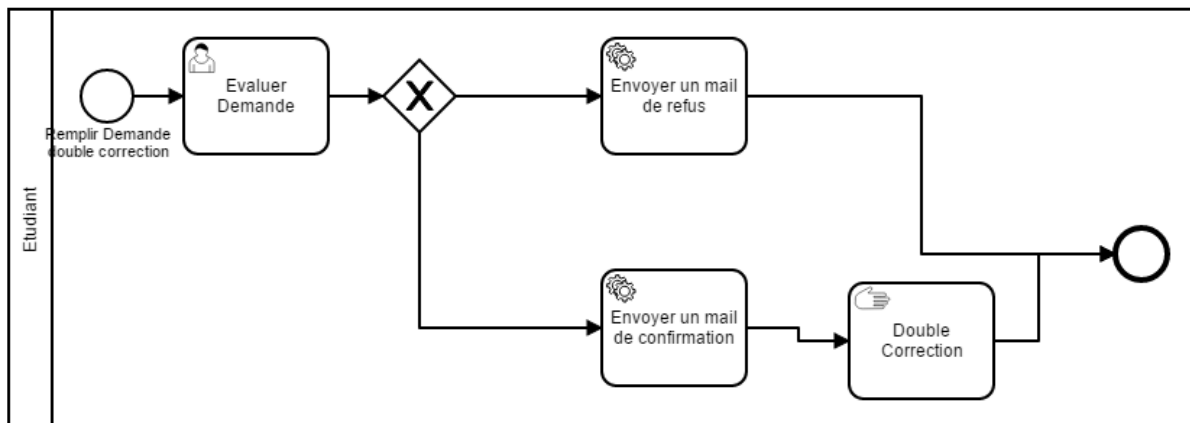 Etudiant
Remplir Demande
double correction
Evaluer
Demande
X
Envoyer un mail
de refus
Envoyer un mail
de confirmation
Double
Correction